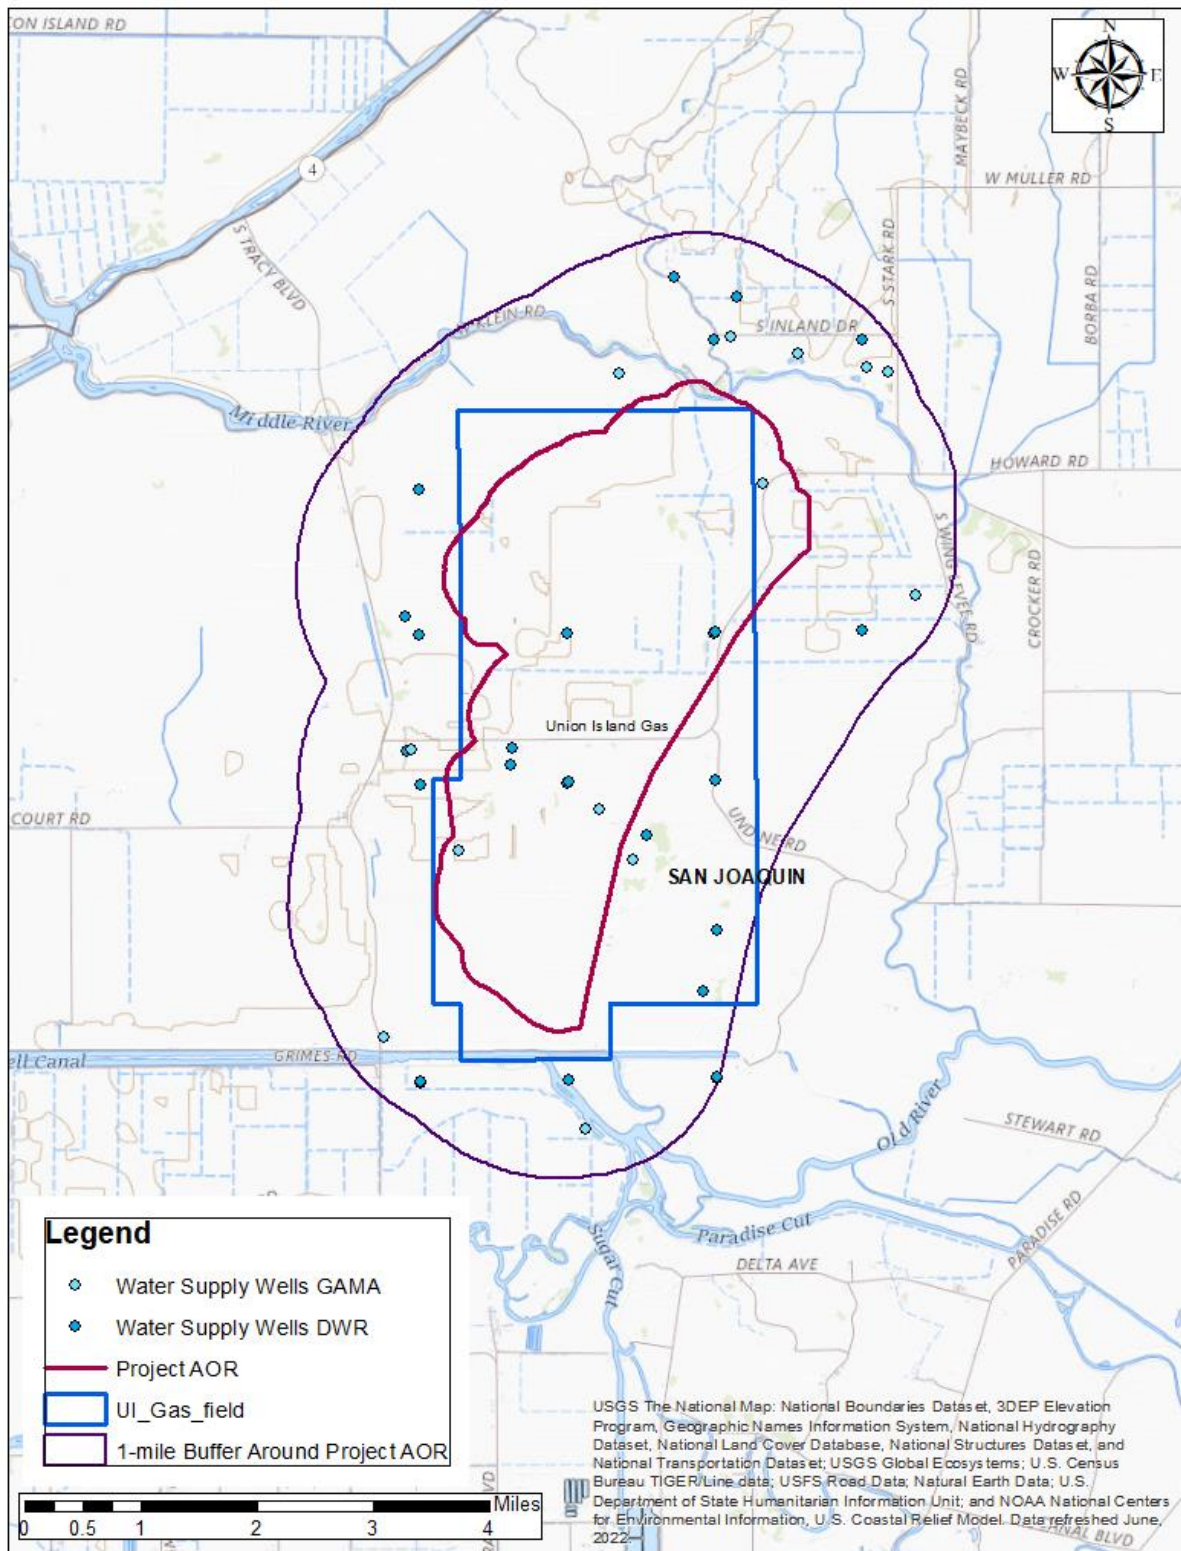 CON ISLAND RD
N
W E
S
MAYBECK RD
4
W MULLER RD
S TRACY BLVD
S STARK RD
BORBA RD
KLEIN RD
S INLAND DR
Middle River
HOWARD RD
S WING LEVEE RD
CROCKER RD
Union Island Gas
COURT RD
UNDINE RD
SAN JOAQUIN
ell Canal
GRIMES RD
Old River
STEWART RD
PARADISE RD
Paradise Cut
Sugar Cut
DELTA AVE
Legend
Water Supply Wells GAMA
Water Supply Wells DWR
Project AOR
UI_Gas_field
1-mile Buffer Around Project AOR
Miles
0 0.5 1 2 3 4
USGS The National Map: National Boundaries Dataset, 3DEP Elevation
Program, Geographic Names Information System, National Hydrography
Dataset, National Land Cover Database, National Structures Dataset, and
National Transportation Dataset; USGS Global Ecosystems; U.S. Census
Bureau TIGER/Line data; USFS Road Data; Natural Earth Data; U.S.
Department of State Humanitarian Information Unit; and NOAA National Centers
for Environmental Information, U.S. Coastal Relief Model. Data refreshed June,
2022.
CANAL BLVD